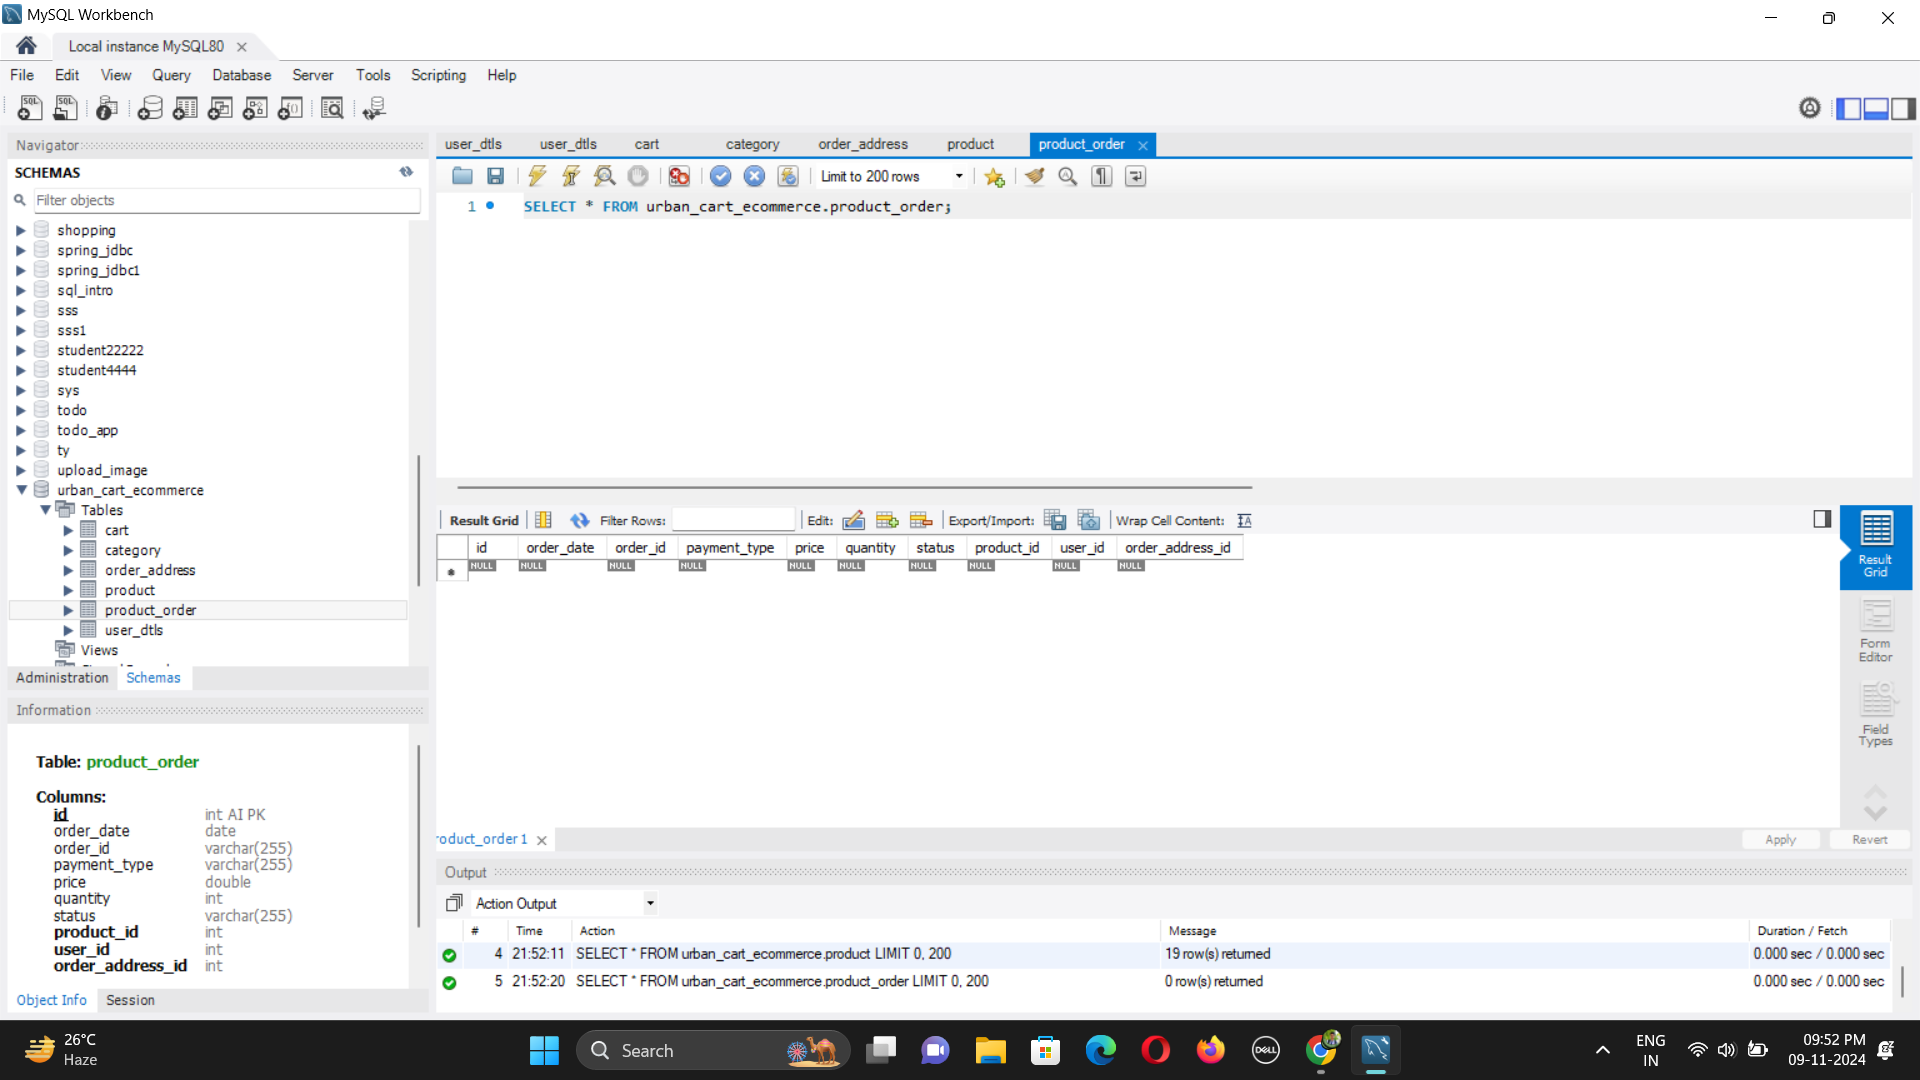 MySQL Workbench
Local instance MySQL80
File Edit View Query Database Server Tools Scripting Help
Navigator
SCHEMAS
Filter objects
shopping
spring_jdbc
spring_jdbc1
sql_intro
sss
sss1
student22222
student4444
sys
todo
todo_app
ty
upload_image
urban_cart_ecommerce
Tables
cart
category
order_address
product
product_order
user_dtls
Views
Administration Schemas
Information
Table: product_order
Columns:
id int AI PK
order_date date
order_id varchar(255)
payment_type varchar(255)
price double
quantity int
status varchar(255)
product_id int
user_id int
order_address_id int
Object Info Session
user_dtls user_dtls cart category order_address product product_order
Limit to 200 rows
1 SELECT * FROM urban_cart_ecommerce.product_order;
Result Grid Filter Rows: Edit: Export/Import: Wrap Cell Content:
id order_date order_id payment_type price quantity status product_id user_id order_address_id
NULL NULL NULL NULL NULL NULL NULL NULL NULL NULL
Result
Grid
Form
Editor
Field
Types
roduct_order 1
Apply Revert
Output
Action Output
# Time Action Message Duration / Fetch
4 21:52:11 SELECT * FROM urban_cart_ecommerce.product LIMIT 0, 200 19 row(s) returned 0.000 sec / 0.000 sec
5 21:52:20 SELECT * FROM urban_cart_ecommerce.product_order LIMIT 0, 200 0 row(s) returned 0.000 sec / 0.000 sec
26°C
Haze
Search
DELL
ENG
IN
09:52 PM
09-11-2024